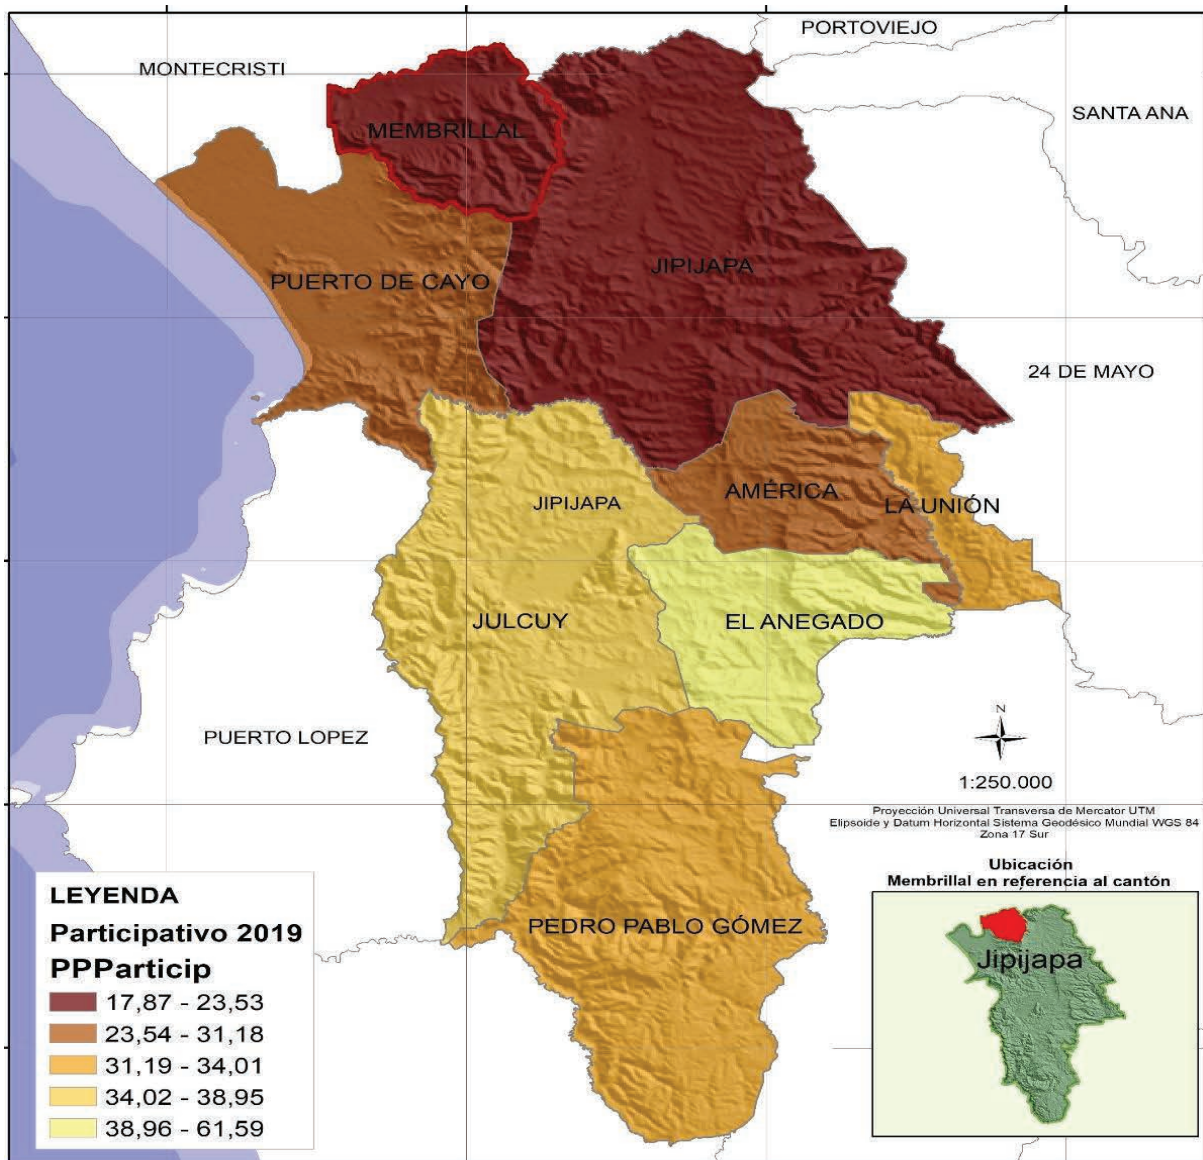 PORTOVIEJO
MONTECRISTI
SANTA ANA
MEMBRILLAL
JIPIJAPA
PUERTO DE CAYO
24 DE MAYO
AMÉRICA
JIPIJAPA
LA UNIÓN
JULCUY
EL ANEGADO
PUERTO LOPEZ
N
1:250.000
Proyección Universal Transversa de Mercator UTM
Elipsoide y Datum Horizontal Sistema Geodésico Mundial WGS 84
Zona 17 Sur
Ubicación
Membrillal en referencia al cantón
Jipijapa
PEDRO PABLO GÓMEZ
LEYENDA
Participativo 2019
PPParticip
17,87 - 23,53
23,54 - 31,18
31,19 - 34,01
34,02 - 38,95
38,96 - 61,59